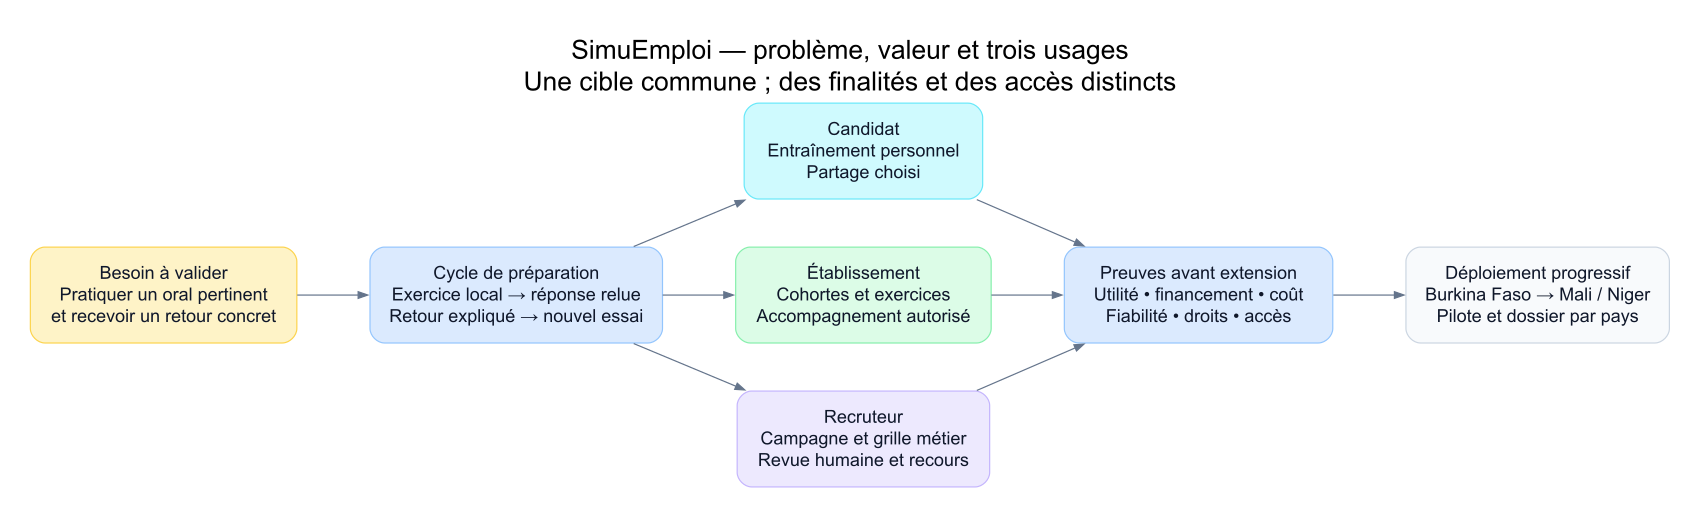 SimuEmploi — problème, valeur et trois usages
Une cible commune ; des finalités et des accès distincts
Besoin à valider
Pratiquer un oral pertinent
et recevoir un retour concret
Cycle de préparation
Exercice local → réponse relue
Retour expliqué → nouvel essai
Candidat
Entraînement personnel
Partage choisi
Établissement
Cohortes et exercices
Accompagnement autorisé
Recruteur
Campagne et grille métier
Revue humaine et recours
Preuves avant extension
Utilité • financement • coût
Fiabilité • droits • accès
Déploiement progressif
Burkina Faso → Mali / Niger
Pilote et dossier par pays